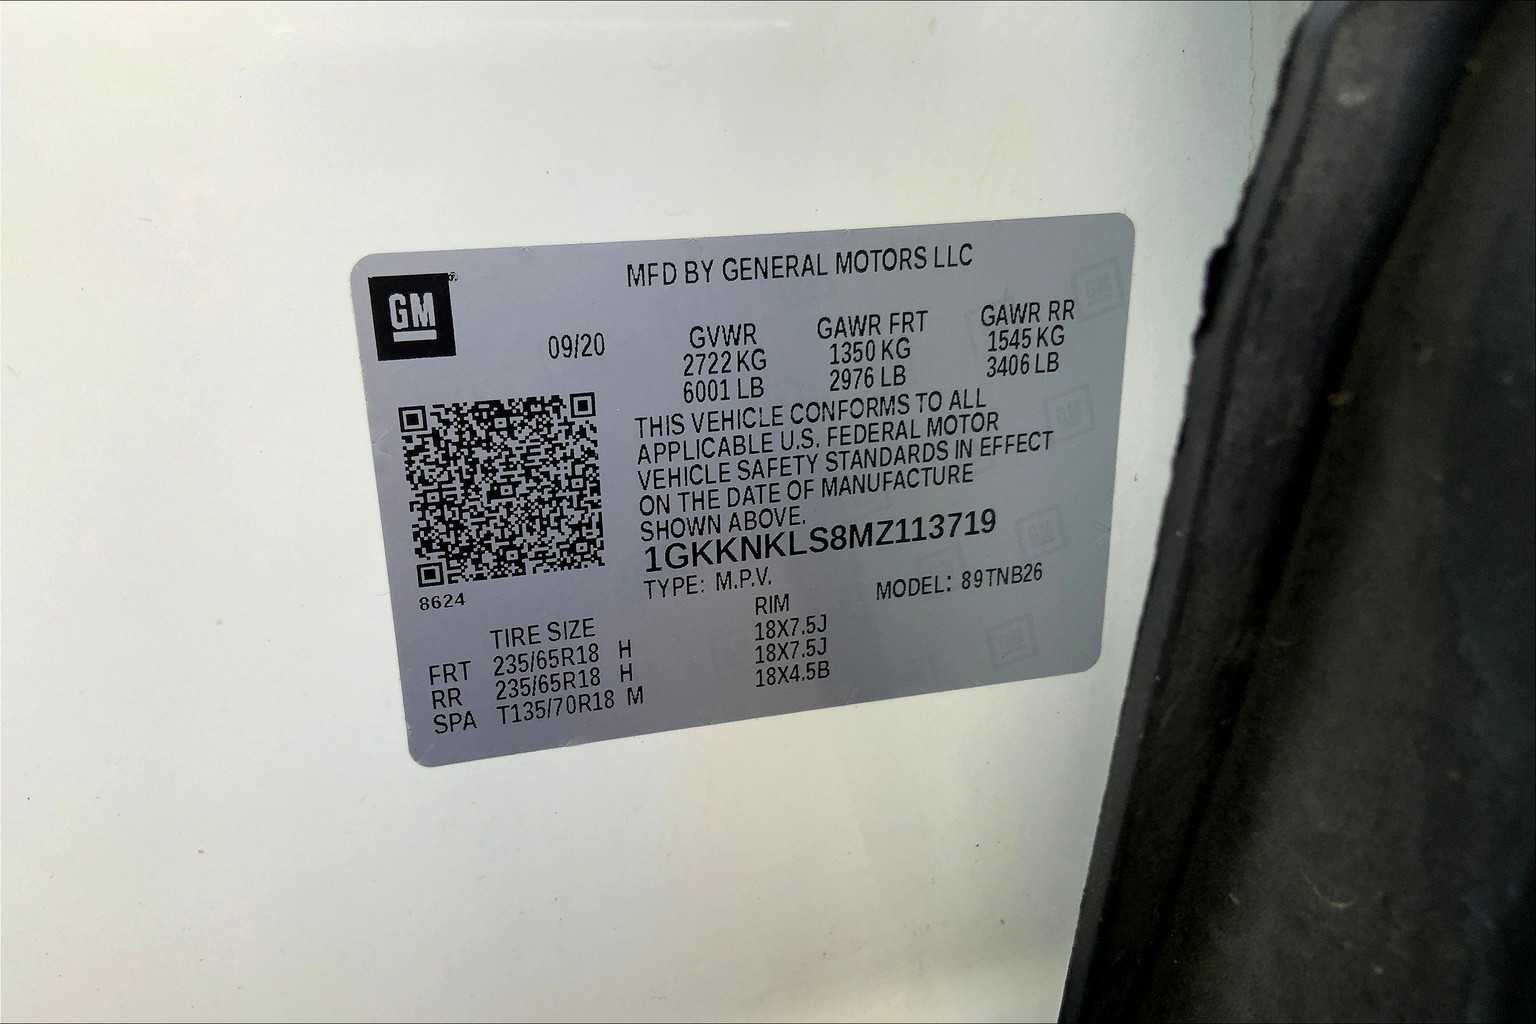 MFD BY GENERAL MOTORS LLC
GM
09/20
GVWR GAWR FRT GAWR RR
2722 KG 1350 KG 1545 KG
6001 LB 2976 LB 3406 LB
THIS VEHICLE CONFORMS TO ALL
APPLICABLE U.S. FEDERAL MOTOR
VEHICLE SAFETY STANDARDS IN EFFECT
ON THE DATE OF MANUFACTURE
SHOWN ABOVE.
1GKKNKLS8MZ113719
TYPE: M.P.V. MODEL: 89TNB26
8624
TIRE SIZE RIM
FRT 235/65R18 H 18X7.5J
RR 235/65R18 H 18X7.5J
SPA T135/70R18 M 18X4.5B